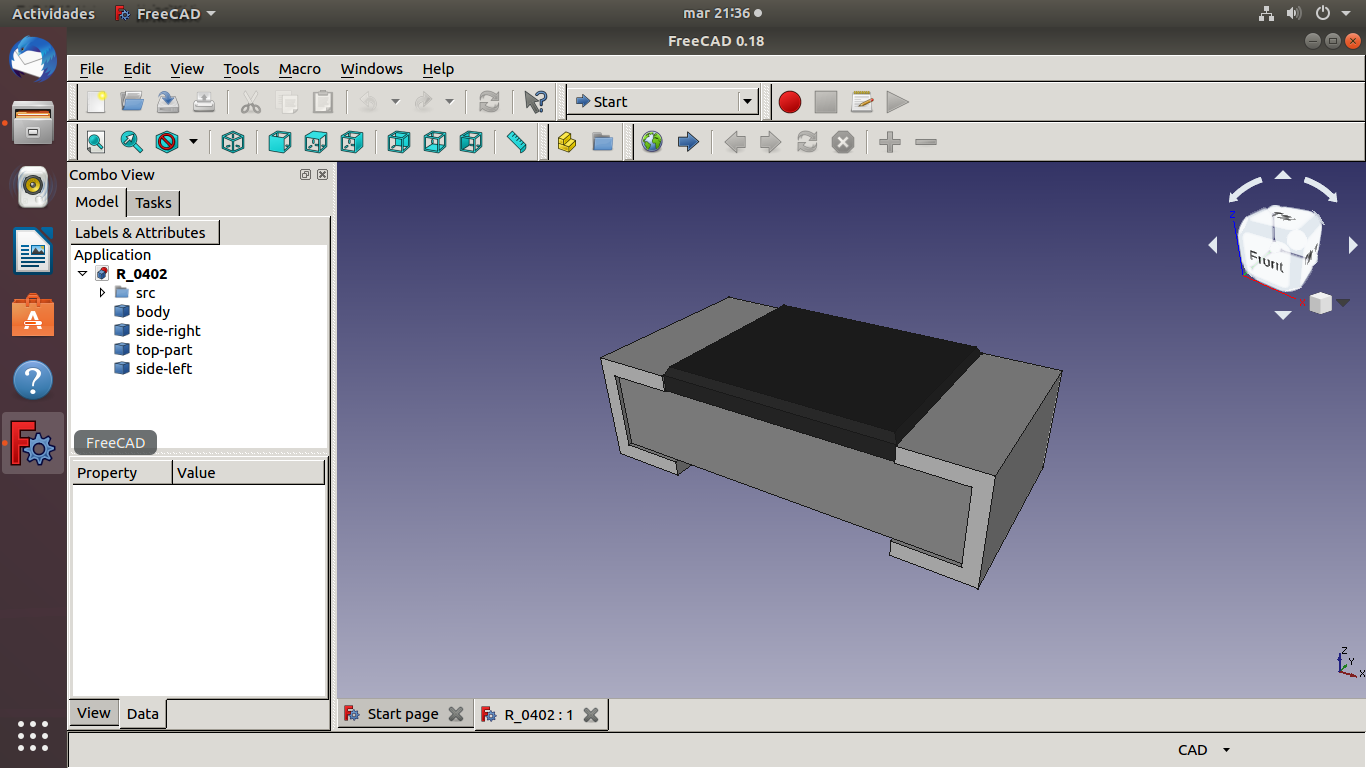 Actividades FreeCAD mar 21:36
FreeCAD 0.18
File Edit View Tools Macro Windows Help
Start
Combo View
Model Tasks
Labels & Attributes
Application
R_0402
src
body
side-right
top-part
side-left
FreeCAD
Property Value
View Data
Z
Front
X
Z
Y
X
Start page R_0402 : 1
CAD